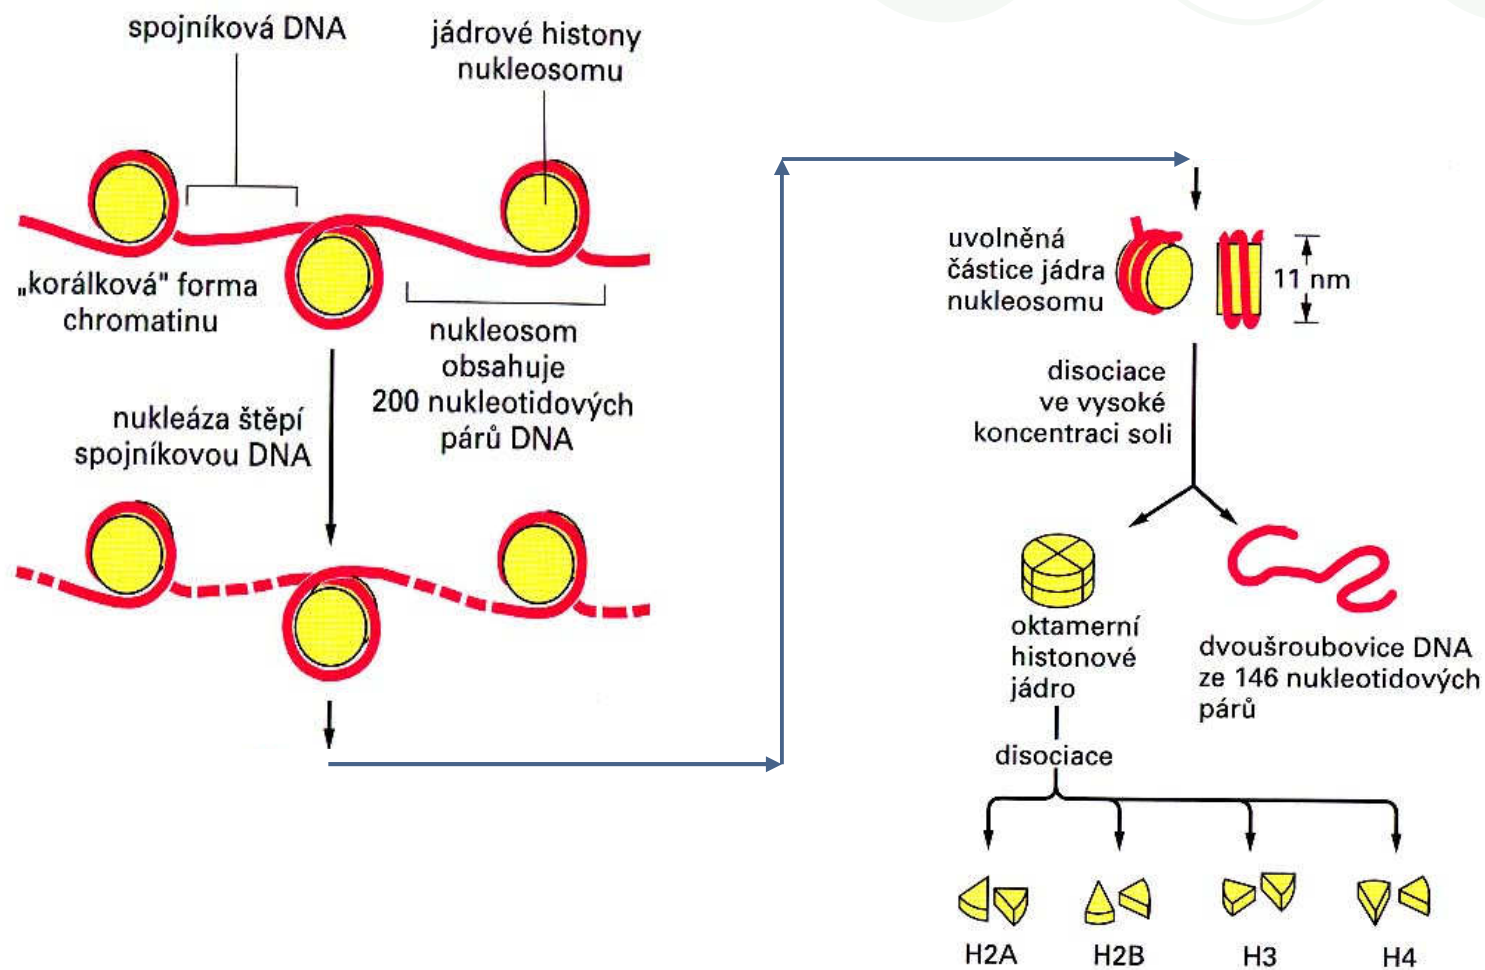 spojníková DNA
jádrové histony
nukleosomu
„korálková" forma
chromatinu
nukleosom
obsahuje
200 nukleotidových
párů DNA
nukleáza štěpí
spojníkovou DNA
uvolněná
částice jádra
nukleosomu
11 nm
disociace
ve vysoké
koncentraci soli
oktamerní
histonové
jádro
dvoušroubovice DNA
ze 146 nukleotidových
párů
disociace
H2A
H2B
H3
H4